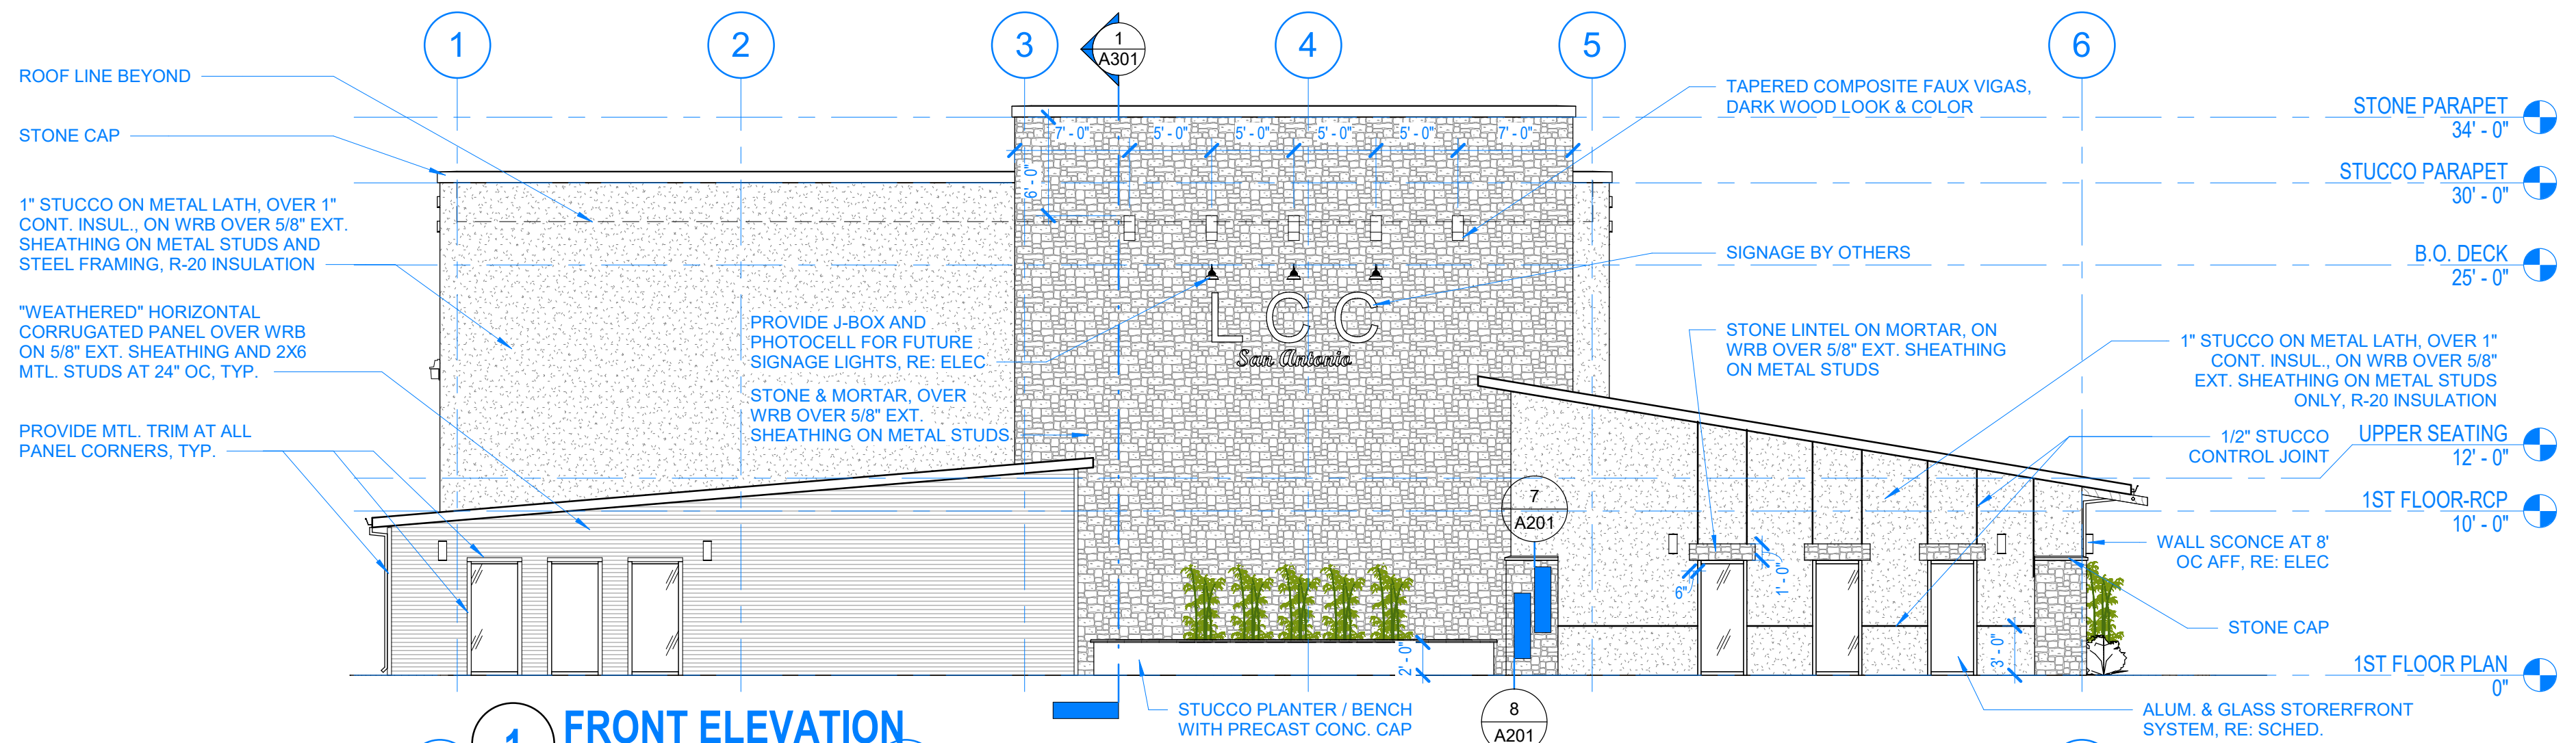 1
2
3
1
A301
4
5
6
ROOF LINE BEYOND
STONE CAP
1" STUCCO ON METAL LATH, OVER 1"
CONT. INSUL., ON WRB OVER 5/8" EXT.
SHEATHING ON METAL STUDS AND
STEEL FRAMING, R-20 INSULATION
"WEATHERED" HORIZONTAL
CORRUGATED PANEL OVER WRB
ON 5/8" EXT. SHEATHING AND 2X6
MTL. STUDS AT 24" OC, TYP.
PROVIDE MTL. TRIM AT ALL
PANEL CORNERS, TYP.
7' - 0"
5' - 0"
5' - 0"
5' - 0"
5' - 0"
7' - 0"
6' - 0"
PROVIDE J-BOX AND
PHOTOCELL FOR FUTURE
SIGNAGE LIGHTS, RE: ELEC
STONE & MORTAR, OVER
WRB OVER 5/8" EXT.
SHEATHING ON METAL STUDS
LCC
San Antonio
TAPERED COMPOSITE FAUX VIGAS,
DARK WOOD LOOK & COLOR
SIGNAGE BY OTHERS
STONE LINTEL ON MORTAR, ON
WRB OVER 5/8" EXT. SHEATHING
ON METAL STUDS
STONE PARAPET
34' - 0"
STUCCO PARAPET
30' - 0"
B.O. DECK
25' - 0"
1" STUCCO ON METAL LATH, OVER 1"
CONT. INSUL., ON WRB OVER 5/8"
EXT. SHEATHING ON METAL STUDS
ONLY, R-20 INSULATION
1/2" STUCCO
CONTROL JOINT
UPPER SEATING
12' - 0"
1ST FLOOR-RCP
10' - 0"
WALL SCONCE AT 8'
OC AFF, RE: ELEC
STONE CAP
1ST FLOOR PLAN
0"
7
A201
6"
1' - 0"
3' - 0"
2' - 0"
1
FRONT ELEVATION
STUCCO PLANTER / BENCH
WITH PRECAST CONC. CAP
8
A201
ALUM. & GLASS STORERFRONT
SYSTEM, RE: SCHED.